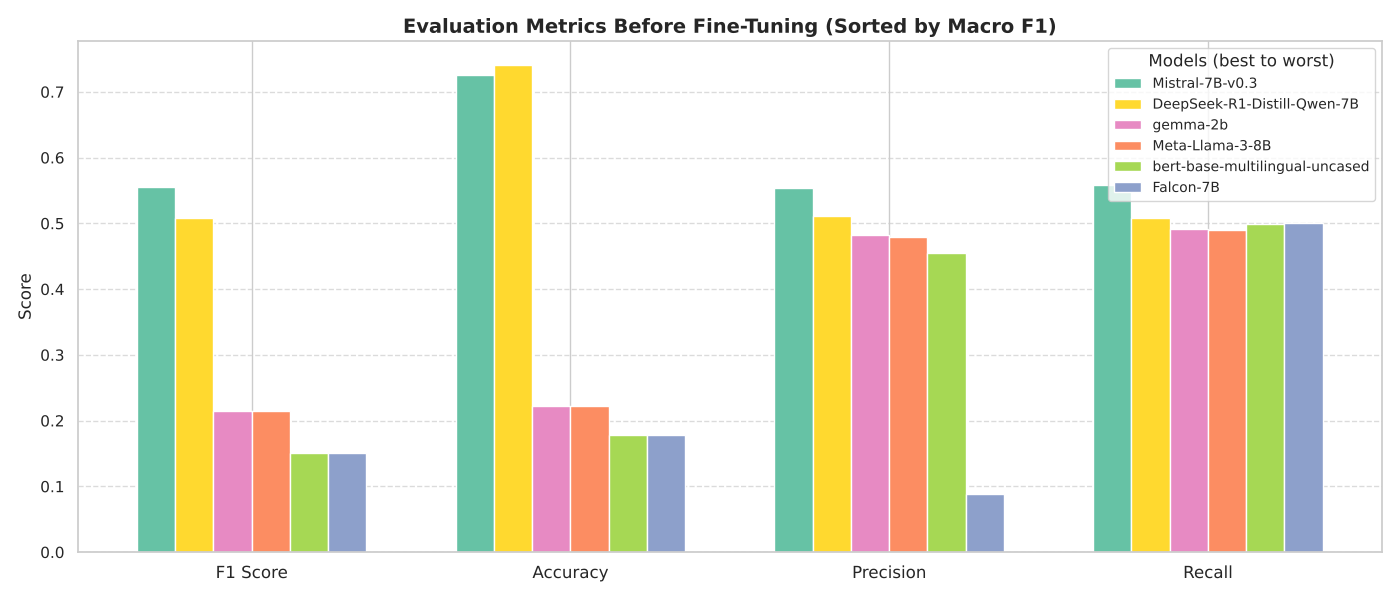 Evaluation Metrics Before Fine-Tuning (Sorted by Macro F1)
Models (best to worst)
Mistral-7B-v0.3
DeepSeek-R1-Distill-Qwen-7B
gemma-2b
Meta-Llama-3-8B
bert-base-multilingual-uncased
Falcon-7B
Score
0.7
0.6
0.5
0.4
0.3
0.2
0.1
0.0
F1 Score
Accuracy
Precision
Recall